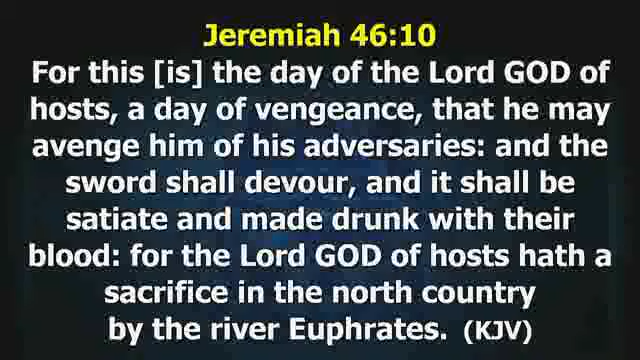 Jeremiah 46:10
For this [is] the day of the Lord GOD of
hosts, a day of vengeance, that he may
avenge him of his adversaries: and the
sword shall devour, and it shall be
satiate and made drunk with their
blood: for the Lord GOD of hosts hath a
sacrifice in the north country
by the river Euphrates. (KJV)